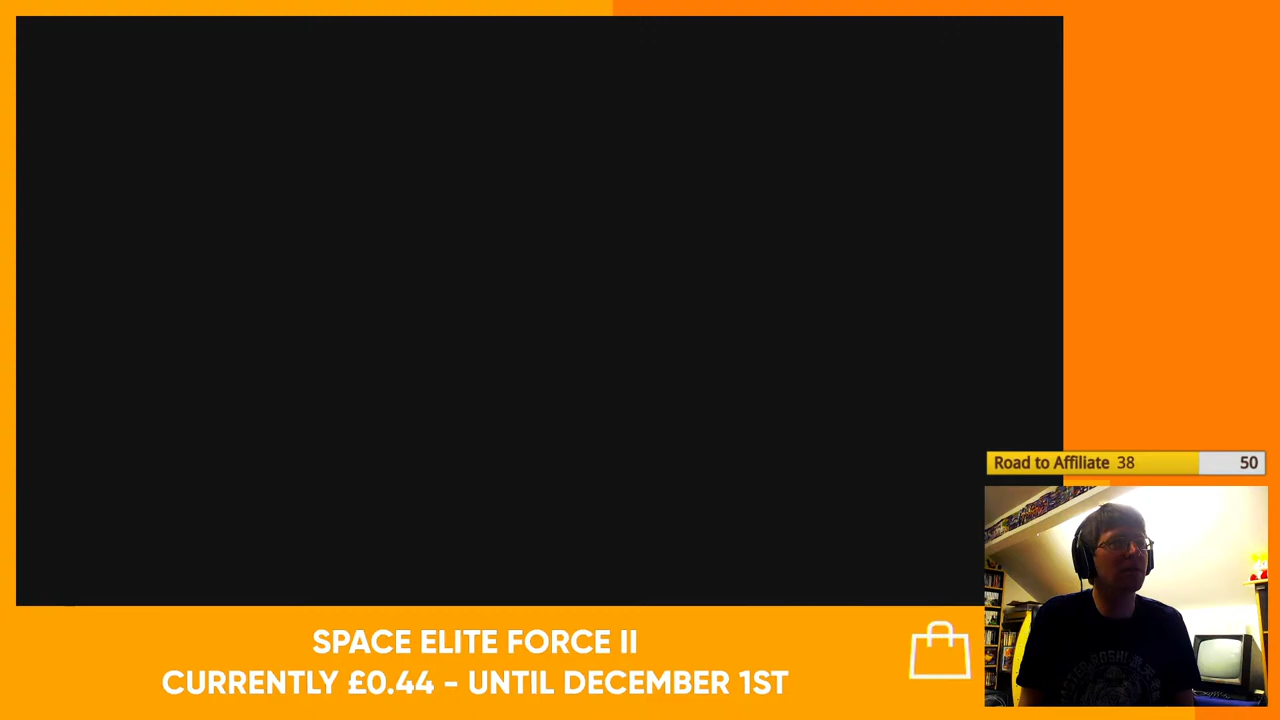 Road to Affiliate 38 50
SPACE ELITE FORCE II
CURRENTLY £0.44 - UNTIL DECEMBER 1ST